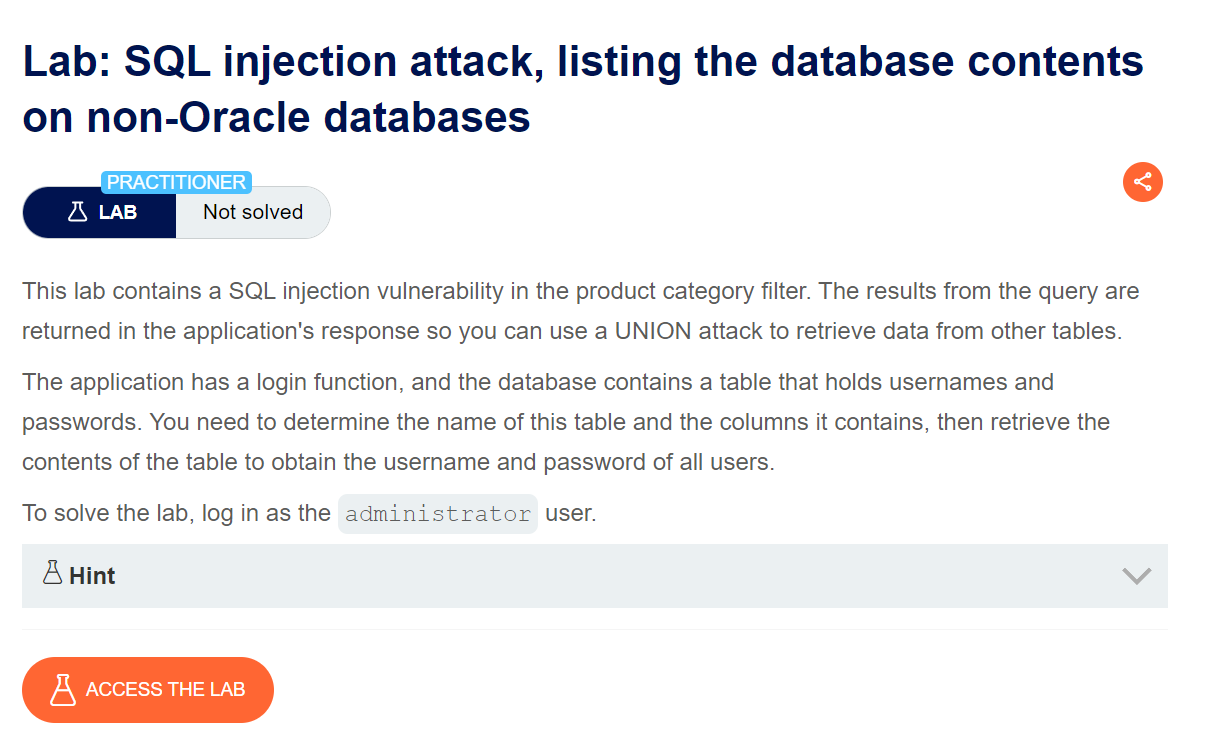 Lab: SQL injection attack, listing the database contents
on non-Oracle databases
PRACTITIONER
LAB
Not solved
This lab contains a SQL injection vulnerability in the product category filter. The results from the query are
returned in the application's response so you can use a UNION attack to retrieve data from other tables.
The application has a login function, and the database contains a table that holds usernames and
passwords. You need to determine the name of this table and the columns it contains, then retrieve the
contents of the table to obtain the username and password of all users.
To solve the lab, log in as the administrator user.
Hint
ACCESS THE LAB